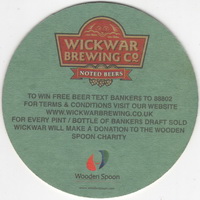 WICKWAR
BREWING CO
NOTED BEERS
TO WIN FREE BEER TEXT BANKERS TO 88802
FOR TERMS & CONDITIONS VISIT OUR WEBSITE
WWW.WICKWARBREWING.CO.UK
FOR EVERY PINT / BOTTLE OF BANKERS DRAFT SOLD
WICKWAR WILL MAKE A DONATION TO THE WOODEN
SPOON CHARITY
Wooden Spoon